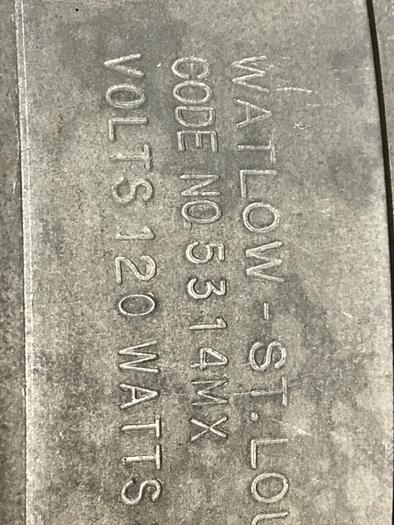 WATLOW - ST. LOU
CODE NO. 5314MX
VOLTS 120 WATTS